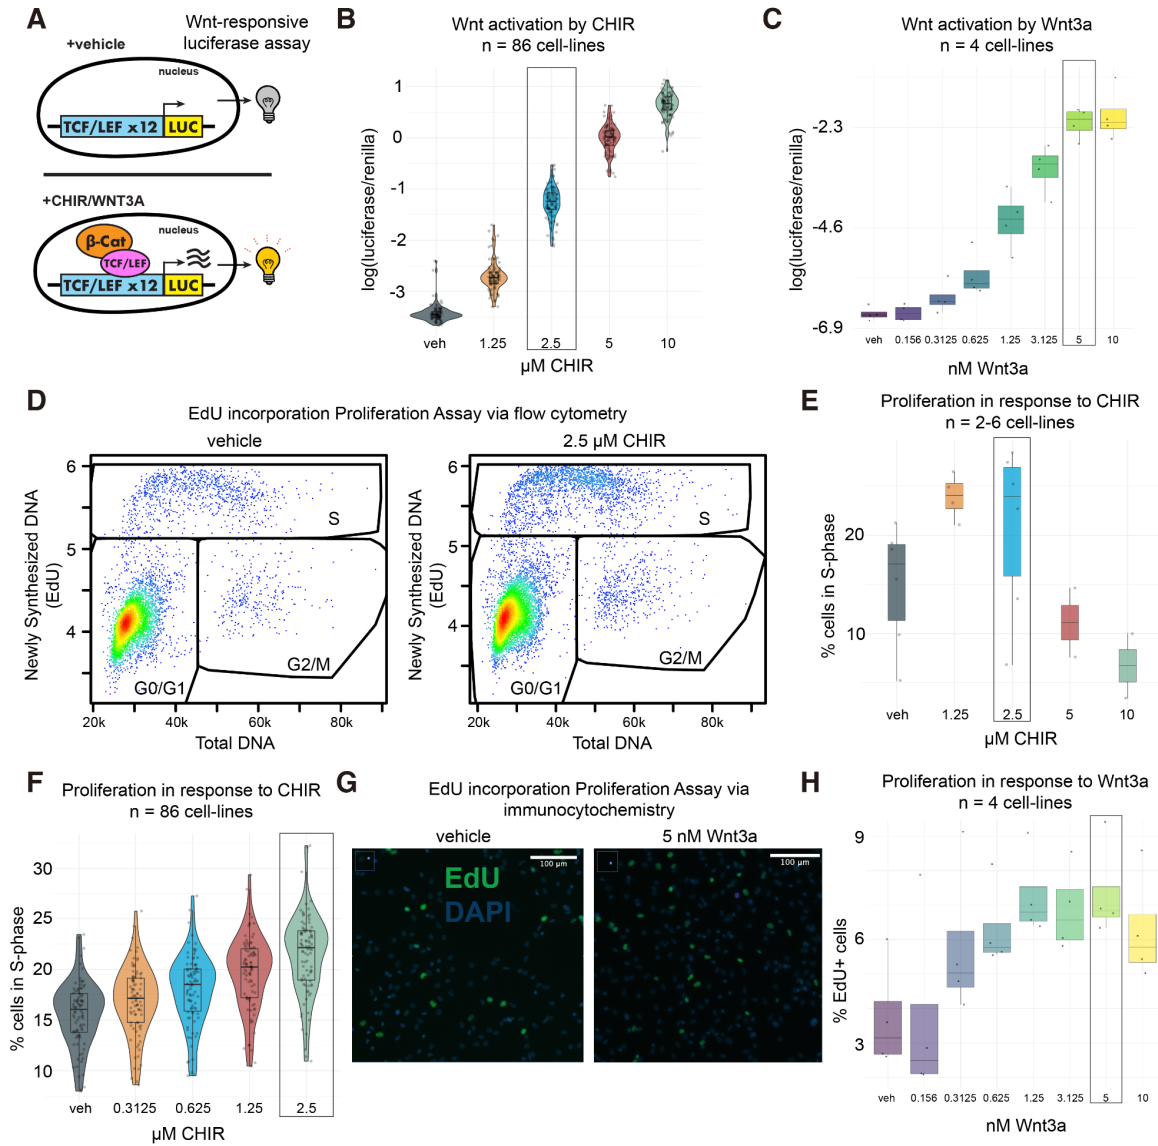 A
Wnt-responsive
luciferase assay
+vehicle
nucleus
TCF/LEF x12 LUC
+CHIR/WNT3A
β-Cat
nucleus
TCF/LEF
TCF/LEF x12 LUC
B
Wnt activation by CHIR
n = 86 cell-lines
log(luciferase/renilla)
1
0
-1
-2
-3
veh 1.25 2.5 5 10
µM CHIR
C
Wnt activation by Wnt3a
n = 4 cell-lines
log(luciferase/renilla)
-2.3
-4.6
-6.9
veh 0.156 0.3125 0.625 1.25 3.125 5 10
nM Wnt3a
D
EdU incorporation Proliferation Assay via flow cytometry
vehicle
Newly Synthesized DNA
(EdU)
6
5
4
S
G2/M
G0/G1
20k 40k 60k 80k
Total DNA
2.5 µM CHIR
Newly Synthesized DNA
(EdU)
6
5
4
S
G2/M
G0/G1
20k 40k 60k 80k
Total DNA
E
Proliferation in response to CHIR
n = 2-6 cell-lines
% cells in S-phase
20
10
veh 1.25 2.5 5 10
µM CHIR
F
Proliferation in response to CHIR
n = 86 cell-lines
% cells in S-phase
30
25
20
15
10
veh 0.3125 0.625 1.25 2.5
µM CHIR
G
EdU incorporation Proliferation Assay via
immunocytochemistry
vehicle
100 µm
EdU
DAPI
5 nM Wnt3a
100 µm
H
Proliferation in response to Wnt3a
n = 4 cell-lines
% EdU+ cells
9
6
3
veh 0.156 0.3125 0.625 1.25 3.125 5 10
nM Wnt3a